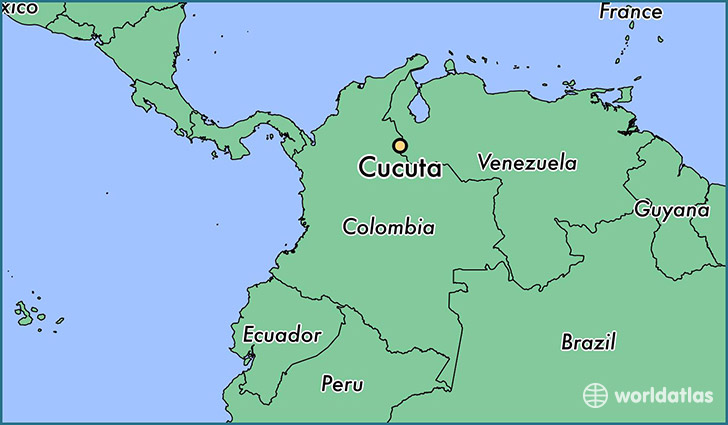 xico
France
Cucuta
Venezuela
Guyana
Colombia
Ecuador
Brazil
Peru
worldatlas